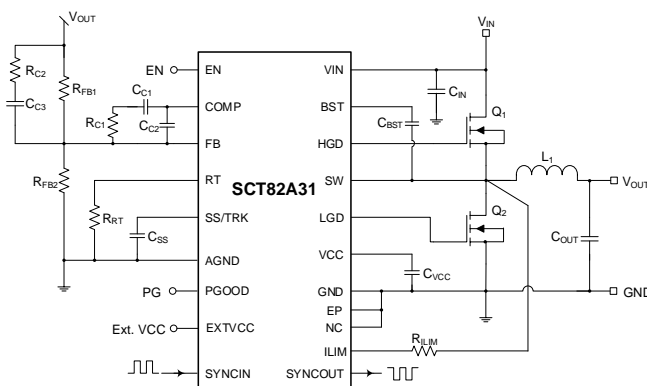 VOUT
VIN
RC2
RFB1
CC3
RFB2
EN
CC1
RC1
CC2
RRT
CSS
PG
Ext. VCC
EN
COMP
FB
RT
SS/TRK
AGND
PGOOD
EXTVCC
SYNCIN
SCT82A31
VIN
BST
HGD
SW
LGD
VCC
GND
EP
NC
ILIM
SYNCOUT
CIN
CBST
Q1
L1
VOUT
Q2
COUT
CVCC
GND
RILIM